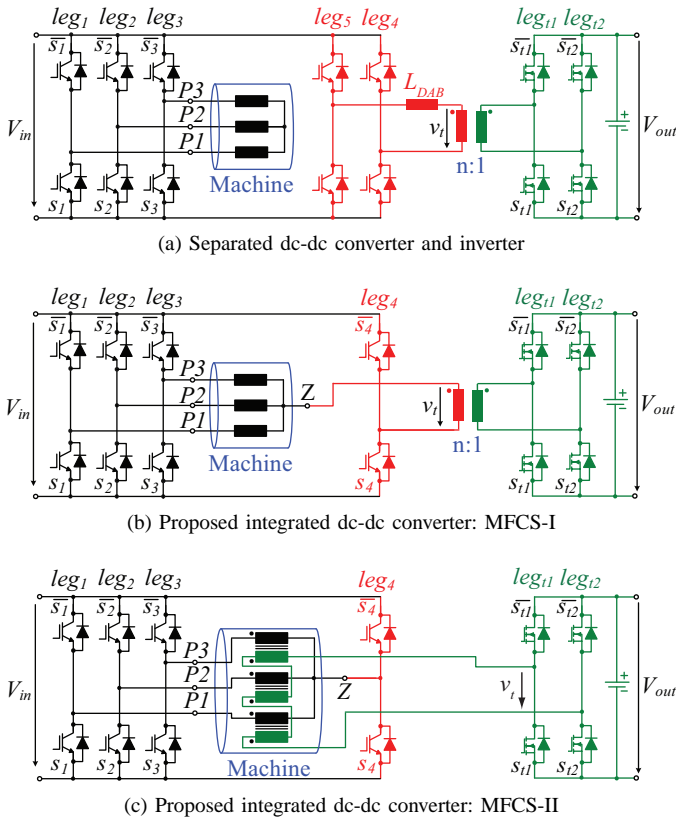 leg1 leg2 leg3 leg5 leg4 legt1 legt2
s̅1 s̅2 s̅3 s̅t1 s̅t2
P3
P2
P1
LDAB
Vin vt Vout
Machine n:1
s1 s2 s3 st1 st2
(a) Separated dc-dc converter and inverter
leg1 leg2 leg3 leg4 legt1 legt2
s̅1 s̅2 s̅3 s̅4 s̅t1 s̅t2
P3
P2 Z
P1
Vin vt Vout
Machine n:1
s1 s2 s3 s4 st1 st2
(b) Proposed integrated dc-dc converter: MFCS-I
leg1 leg2 leg3 leg4 legt1 legt2
s̅1 s̅2 s̅3 s̅4 s̅t1 s̅t2
P3
P2 Z
P1
Vin vt Vout
Machine
s1 s2 s3 s4 st1 st2
(c) Proposed integrated dc-dc converter: MFCS-II